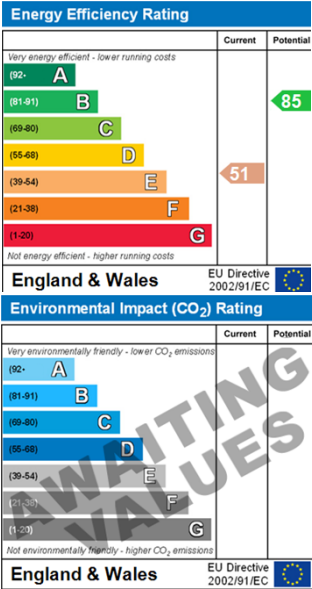 Energy Efficiency Rating
Current Potential
Very energy efficient - lower running costs
(92- A
(81-91) B
85
(69-80) C
(55-68) D
(39-54) E
51
(21-38) F
(1-20) G
Not energy efficient - higher running costs
England & Wales EU Directive
2002/91/EC
Environmental Impact (CO2) Rating
Current Potential
Very environmentally friendly - lower CO2 emissions
(92- A
(81-91) B
(69-80) C
(55-68) D
(39-54) E
(21-38) F
(1-20) G
AWAITING
VALUES
Not environmentally friendly - higher CO2 emissions
England & Wales EU Directive
2002/91/EC